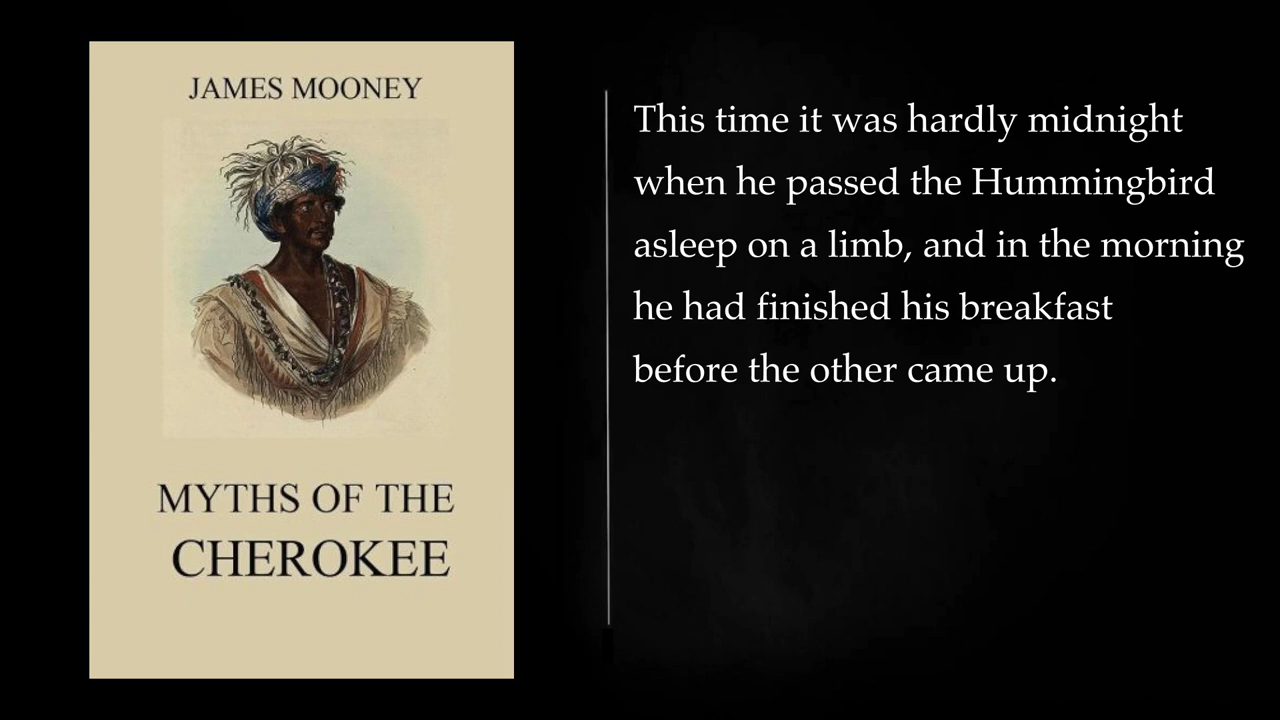 JAMES MOONEY
MYTHS OF THE
CHEROKEE
This time it was hardly midnight
when he passed the Hummingbird
asleep on a limb, and in the morning
he had finished his breakfast
before the other came up.